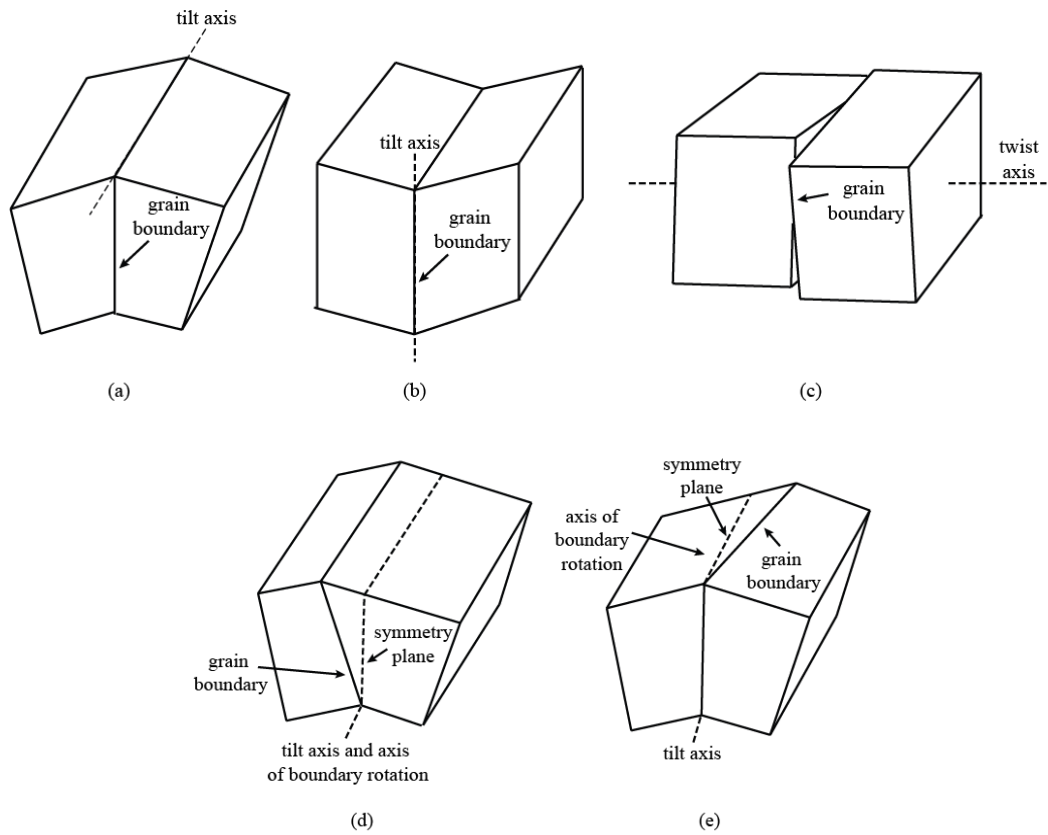 tilt axis
grain
boundary
(a)
tilt axis
grain
boundary
(b)
twist
axis
grain
boundary
(c)
symmetry
plane
grain
boundary
tilt axis and axis
of boundary rotation
(d)
symmetry
plane
axis of
boundary
rotation
grain
boundary
tilt axis
(e)